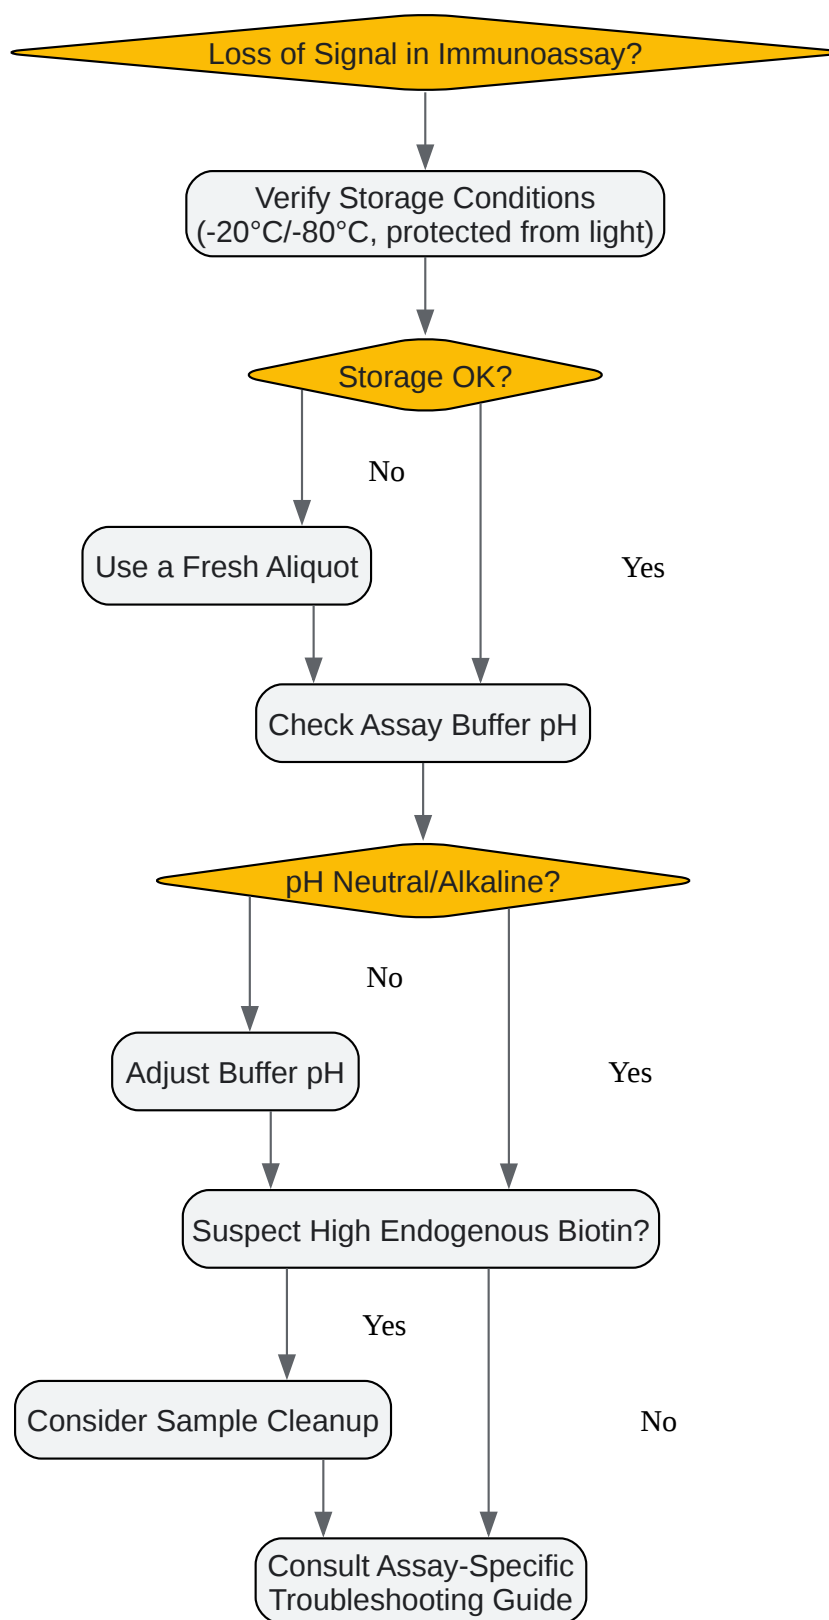 Loss of Signal in Immunoassay?
Verify Storage Conditions
(-20°C/-80°C, protected from light)
Storage OK?
No
Use a Fresh Aliquot
Yes
Check Assay Buffer pH
pH Neutral/Alkaline?
No
Adjust Buffer pH
Yes
Suspect High Endogenous Biotin?
Yes
Consider Sample Cleanup
No
Consult Assay-Specific
Troubleshooting Guide